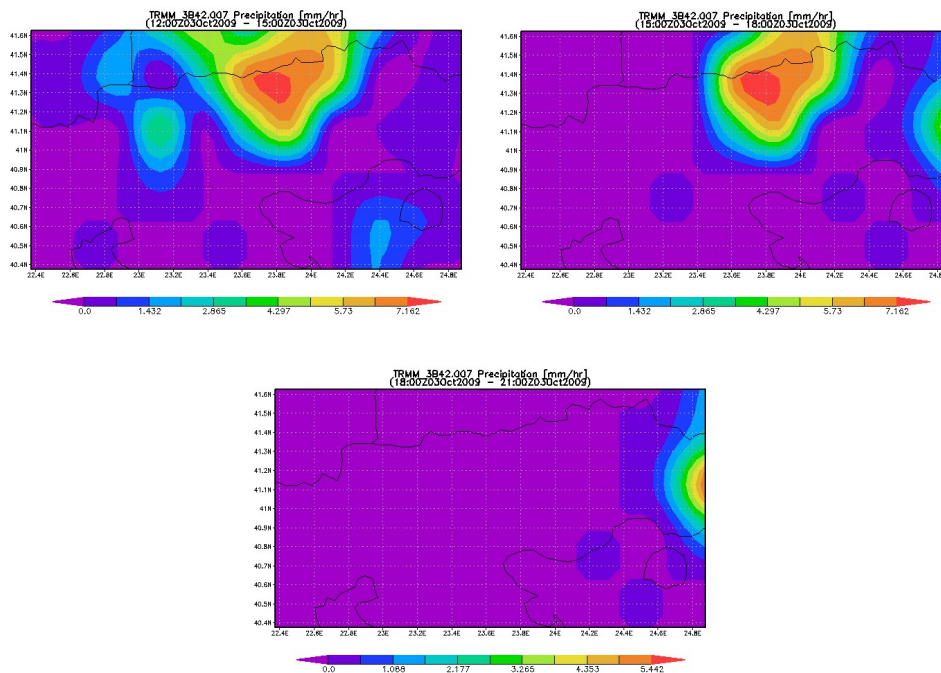 TRMM_3B42.007 Precipitation [mm/hr]
(12:00Z03Oct2009 - 15:00Z03Oct2009)
41.6N
41.5N
41.4N
41.3N
41.2N
41.1N
41N
40.9N
40.8N
40.7N
40.6N
40.5N
40.4N
22.4E 22.6E 22.8E 23E 23.2E 23.4E 23.6E 23.8E 24E 24.2E 24.4E 24.6E 24.8E
0.0 1.432 2.865 4.297 5.73 7.162
TRMM_3B42.007 Precipitation [mm/hr]
(15:00Z03Oct2009 - 18:00Z03Oct2009)
41.6N
41.5N
41.4N
41.3N
41.2N
41.1N
41N
40.9N
40.8N
40.7N
40.6N
40.5N
40.4N
22.4E 22.6E 22.8E 23E 23.2E 23.4E 23.6E 23.8E 24E 24.2E 24.4E 24.6E 24.8
0.0 1.432 2.865 4.297 5.73 7.162
TRMM_3B42.007 Precipitation [mm/hr]
(18:00Z03Oct2009 - 21:00Z03Oct2009)
41.6N
41.5N
41.4N
41.3N
41.2N
41.1N
41N
40.9N
40.8N
40.7N
40.6N
40.5N
40.4N
22.4E 22.6E 22.8E 23E 23.2E 23.4E 23.6E 23.8E 24E 24.2E 24.4E 24.6E 24.8E
0.0 1.088 2.177 3.265 4.353 5.442